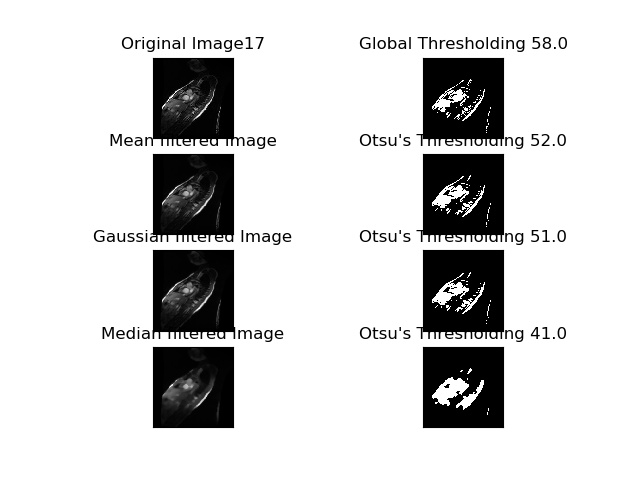 Original Image17
Global Thresholding 58.0
Mean filtered Image
Otsu's Thresholding 52.0
Gaussian filtered Image
Otsu's Thresholding 51.0
Median filtered Image
Otsu's Thresholding 41.0